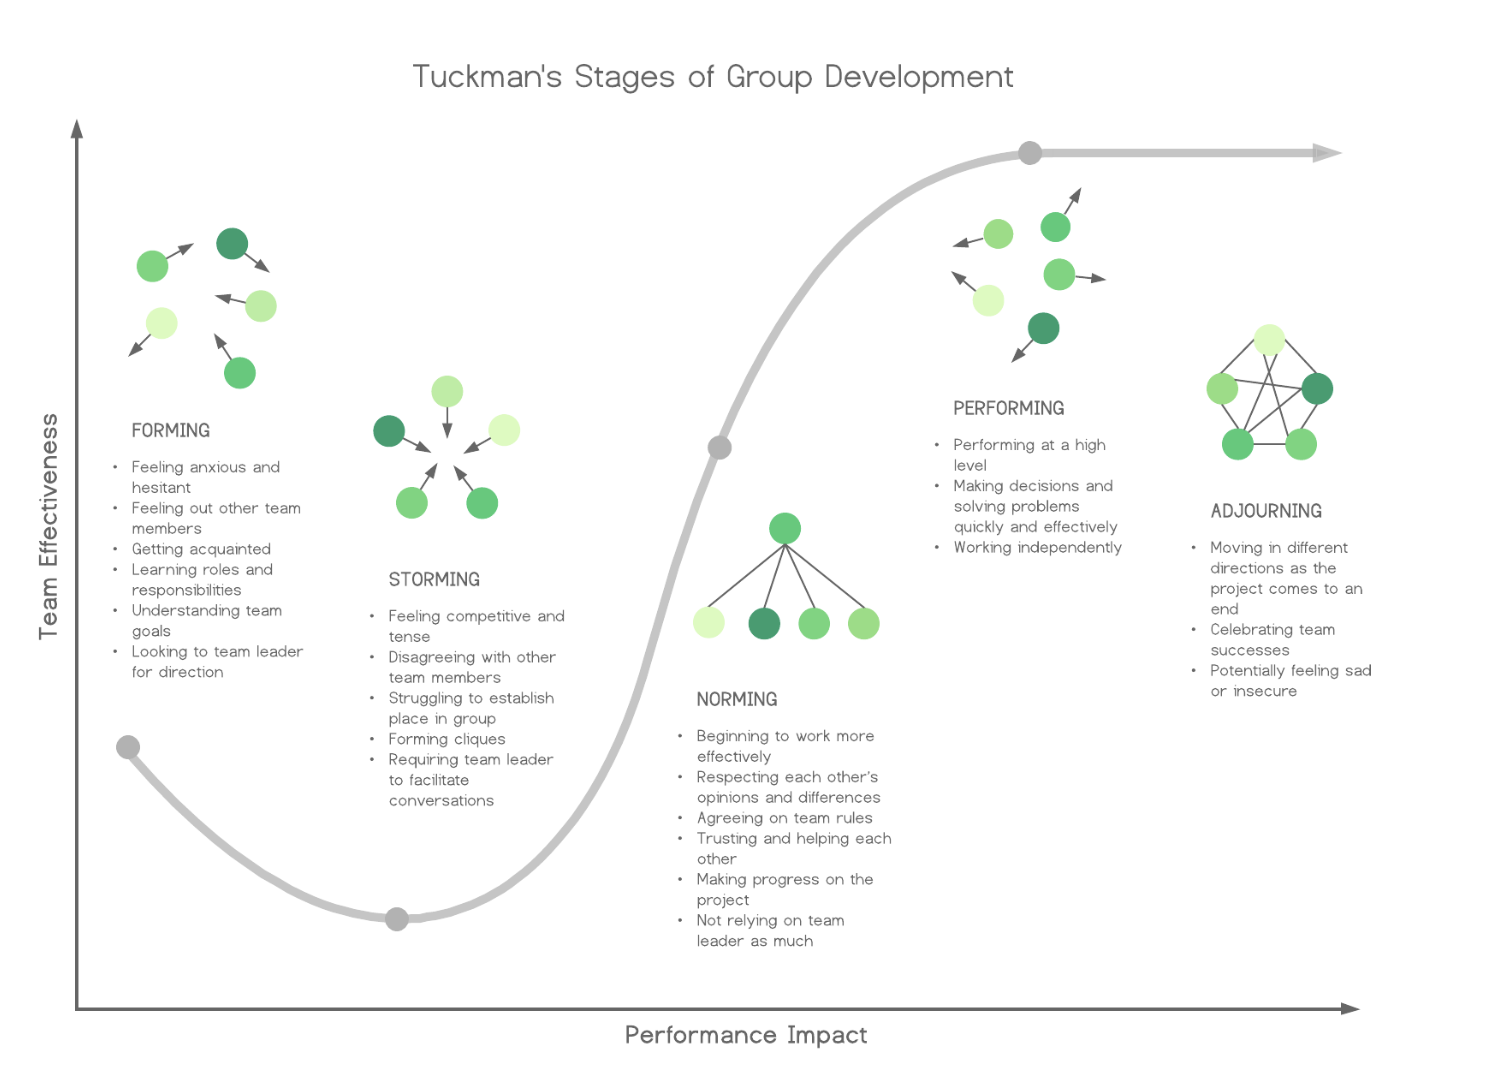 Tuckman's Stages of Group Development
Team Effectiveness
FORMING
• Feeling anxious and
hesitant
• Feeling out other team
members
• Getting acquainted
• Learning roles and
responsibilities
• Understanding team
goals
• Looking to team leader
for direction
STORMING
• Feeling competitive and
tense
• Disagreeing with other
team members
• Struggling to establish
place in group
• Forming cliques
• Requiring team leader
to facilitate
conversations
NORMING
• Beginning to work more
effectively
• Respecting each other's
opinions and differences
• Agreeing on team rules
• Trusting and helping each
other
• Making progress on the
project
• Not relying on team
leader as much
PERFORMING
• Performing at a high
level
• Making decisions and
solving problems
quickly and effectively
• Working independently
ADJOURNING
• Moving in different
directions as the
project comes to an
end
• Celebrating team
successes
• Potentially feeling sad
or insecure
Performance Impact